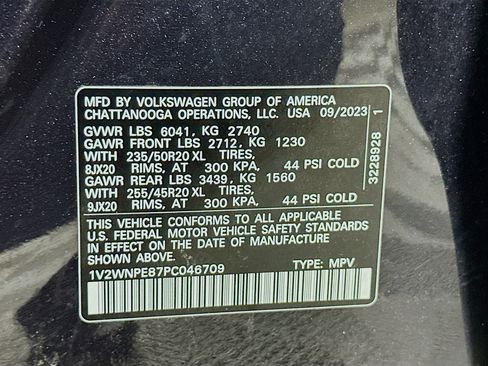 MFD BY VOLKSWAGEN GROUP OF AMERICA
CHATTANOOGA OPERATIONS, LLC. USA 09/2023
GVWR LBS 6041, KG 2740
GAWR FRONT LBS 2712, KG 1230
WITH 235/50R20 XL TIRES,
8JX20 RIMS, AT 300 KPA, 44 PSI COLD
GAWR REAR LBS 3439, KG 1560
WITH 255/45R20 XL TIRES,
9JX20 RIMS, AT 300 KPA, 44 PSI COLD
THIS VEHICLE CONFORMS TO ALL APPLICABLE
U.S. FEDERAL MOTOR VEHICLE SAFETY STANDARDS
IN EFFECT ON THE DATE OF MANUFACTURE
SHOWN ABOVE.
1V2WNPE87PC046709 TYPE: MPV
3228928 1